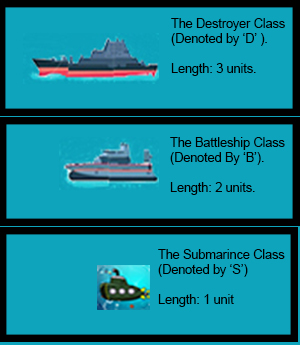 The Destroyer Class
(Denoted by ‘D’ ).
Length: 3 units.
The Battleship Class
(Denoted By ‘B’).
Length: 2 units.
The Submarince Class
(Denoted by ‘S’)
Length: 1 unit